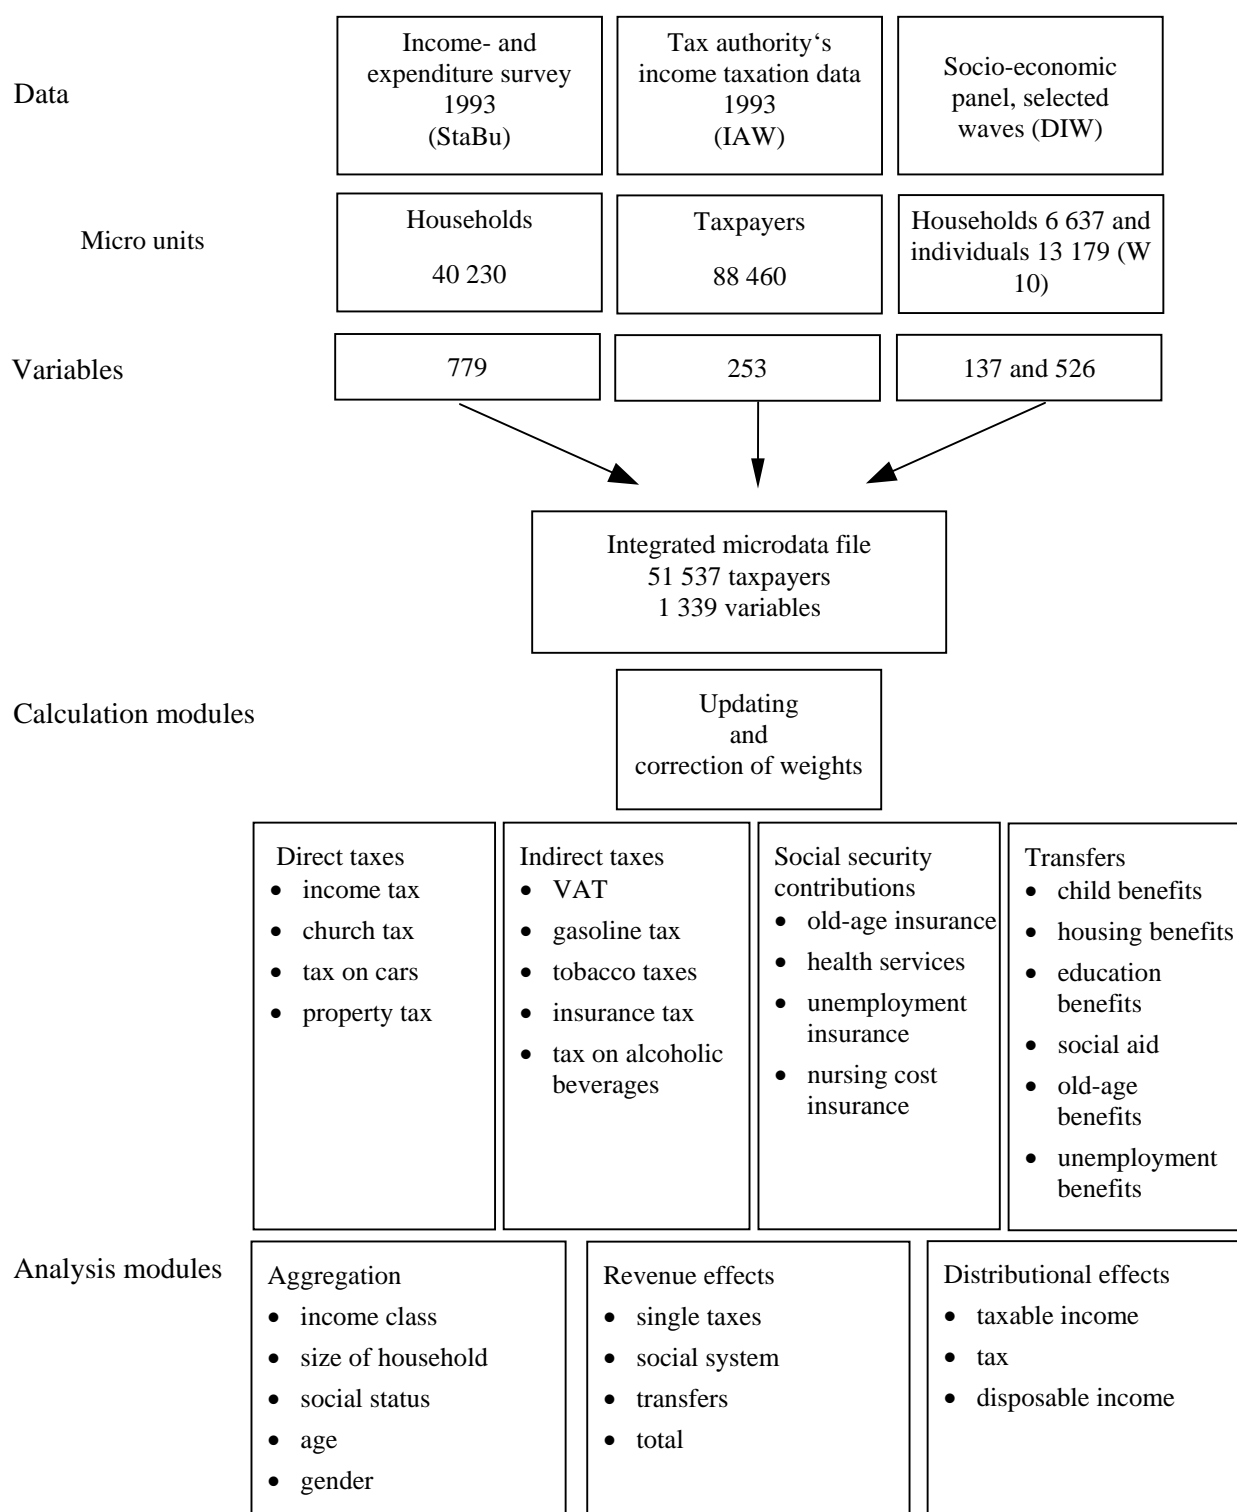 Data
Income- and
expenditure survey
1993
(StaBu)
Tax authority‘s
income taxation data
1993
(IAW)
Socio-economic
panel, selected
waves (DIW)
Micro units
Households
40 230
Taxpayers
88 460
Households 6 637 and
individuals 13 179 (W
10)
Variables
779
253
137 and 526
Integrated microdata file
51 537 taxpayers
1 339 variables
Calculation modules
Updating
and
correction of weights
Direct taxes
• income tax
• church tax
• tax on cars
• property tax
Indirect taxes
• VAT
• gasoline tax
• tobacco taxes
• insurance tax
• tax on alcoholic
beverages
Social security
contributions
• old-age insurance
• health services
• unemployment
insurance
• nursing cost
insurance
Transfers
• child benefits
• housing benefits
• education
benefits
• social aid
• old-age
benefits
• unemployment
benefits
Analysis modules
Aggregation
• income class
• size of household
• social status
• age
• gender
Revenue effects
• single taxes
• social system
• transfers
• total
Distributional effects
• taxable income
• tax
• disposable income